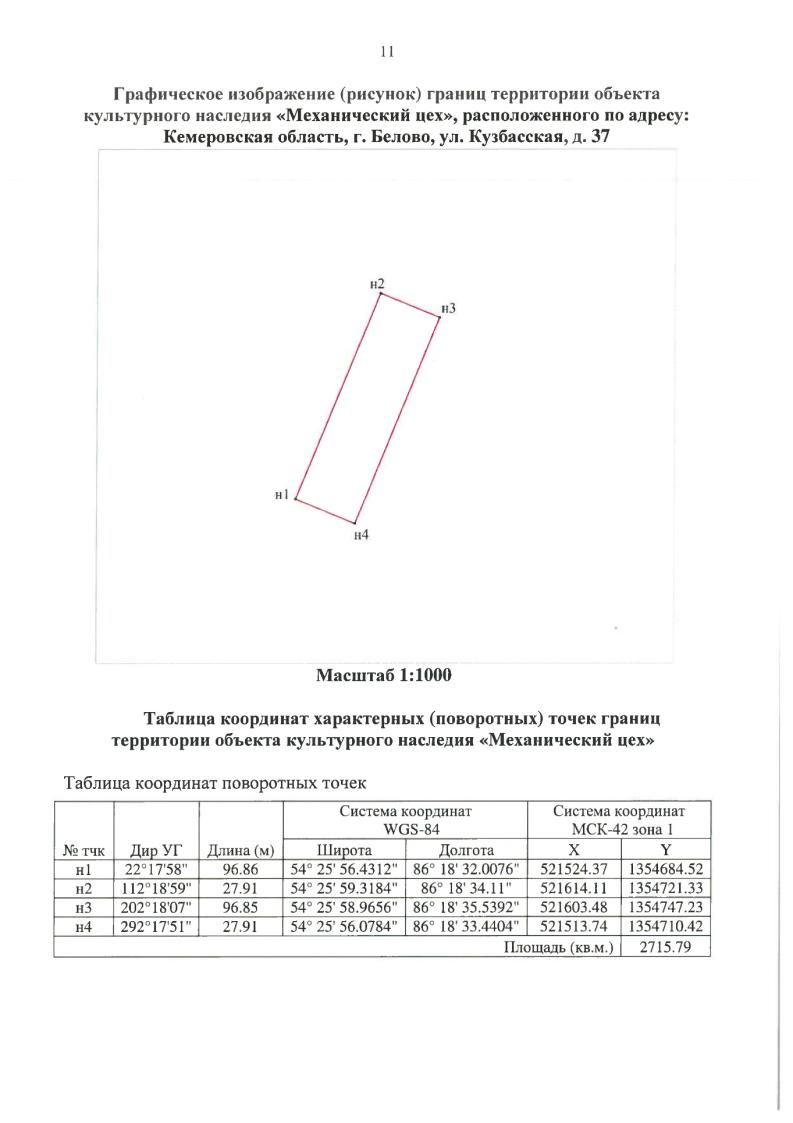 11
Графическое изображение (рисунок) границ территории объекта
культурного наследия «Механический цех», расположенного по адресу:
Кемеровская область, г. Белово, ул. Кузбасская, д. 37
н2
н3
н1
н4
Масштаб 1:1000
Таблица координат характерных (поворотных) точек границ
территории объекта культурного наследия «Механический цех»
Таблица координат поворотных точек
№ тчк Дир УГ Длина (м) Система координат WGS-84 Система координат МСК-42 зона 1
Широта Долгота X Y
н1 22°17'58" 96.86 54° 25' 56.4312" 86° 18' 32.0076" 521524.37 1354684.52
н2 112°18'59" 27.91 54° 25' 59.3184" 86° 18' 34.11" 521614.11 1354721.33
н3 202°18'07" 96.85 54° 25' 58.9656" 86° 18' 35.5392" 521603.48 1354747.23
н4 292°17'51" 27.91 54° 25' 56.0784" 86° 18' 33.4404" 521513.74 1354710.42
Площадь (кв.м.) 2715.79